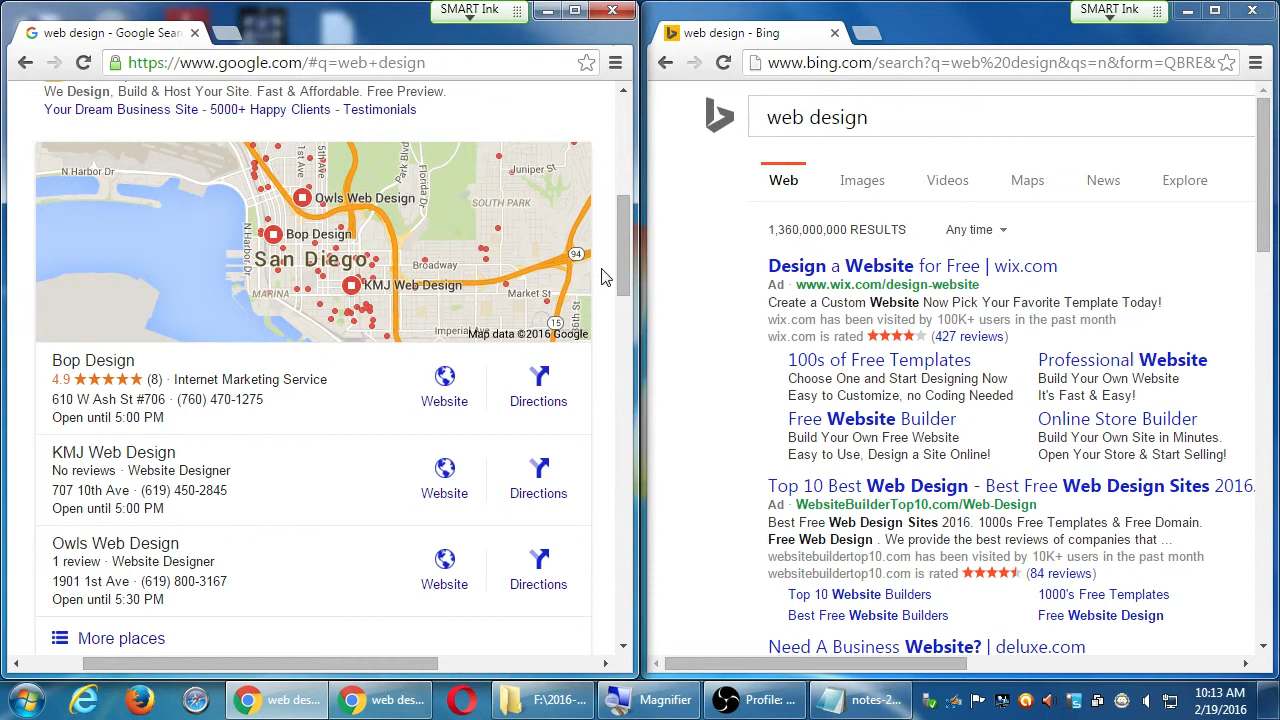 SMART Ink
web design - Google Sear
https://www.google.com/#q=web+design
We Design, Build & Host Your Site. Fast & Affordable. Free Preview.
Your Dream Business Site - 5000+ Happy Clients - Testimonials
N Harbor Dr
1st Ave
5th Ave
Park Blvd
Florida Dr
Juniper St
Owls Web Design
SOUTH PARK
Bop Design
N Harbor Dr
San Diego
94
Broadway
MARINA
KMJ Web Design
Market St
15
Imperial Ave
Map data ©2016 Google
Bop Design
4.9 ★★★★★ (8) · Internet Marketing Service
610 W Ash St #706 · (760) 470-1275
Open until 5:00 PM
Website
Directions
KMJ Web Design
No reviews · Website Designer
707 10th Ave · (619) 450-2845
Open until 5:00 PM
Website
Directions
Owls Web Design
1 review · Website Designer
1901 1st Ave · (619) 800-3167
Open until 5:30 PM
Website
Directions
More places
SMART Ink
web design - Bing
www.bing.com/search?q=web%20design&qs=n&form=QBRE&
web design
Web Images Videos Maps News Explore
1,360,000,000 RESULTS Any time
Design a Website for Free | wix.com
Ad · www.wix.com/design-website
Create a Custom Website Now Pick Your Favorite Template Today!
wix.com has been visited by 100K+ users in the past month
wix.com is rated ★★★★★ (427 reviews)
100s of Free Templates
Choose One and Start Designing Now
Easy to Customize, no Coding Needed
Professional Website
Build Your Own Website
It's Fast & Easy!
Free Website Builder
Build Your Own Free Website
Easy to Use, Design a Site Online!
Online Store Builder
Build Your Own Site in Minutes.
Open Your Store & Start Selling!
Top 10 Best Web Design - Best Free Web Design Sites 2016.
Ad · WebsiteBuilderTop10.com/Web-Design
Best Free Web Design Sites 2016. 1000s Free Templates & Free Domain.
Free Web Design . We provide the best reviews of companies that ...
websitebuildertop10.com has been visited by 10K+ users in the past month
websitebuildertop10.com is rated ★★★★★ (84 reviews)
Top 10 Website Builders
1000's Free Templates
Best Free Website Builders
Free Website Design
Need A Business Website? | deluxe.com
web des...
web des...
F:\2016-...
Magnifier
Profile: ...
notes-2...
10:13 AM
2/19/2016